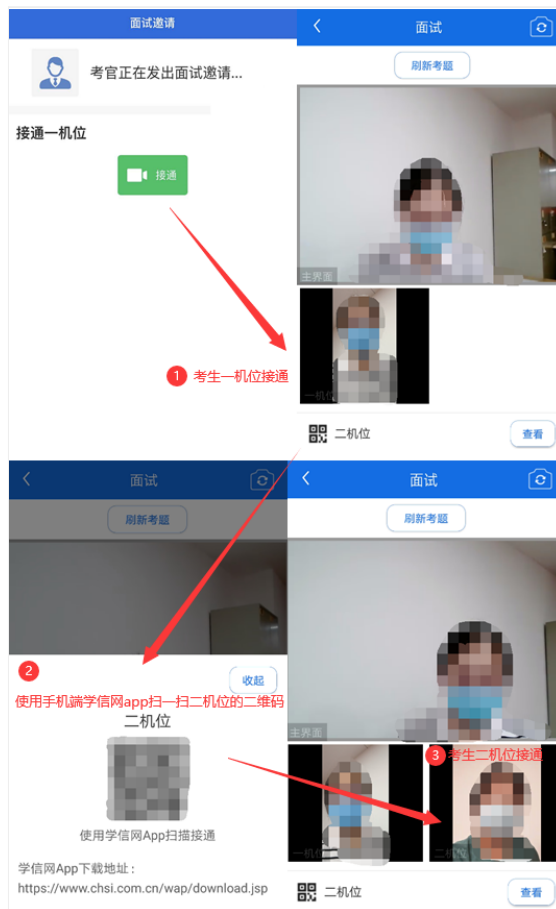 面试邀请
考官正在发出面试邀请...
接通一机位
接通
1 考生一机位接通
面试
刷新考题
主界面
一机位
二机位
查看
面试
刷新考题
2
收起
使用手机端学信网app扫一扫二机位的二维码
二机位
使用学信网App扫描接通
学信网App下载地址：
https://www.chsi.com.cn/wap/download.jsp
面试
刷新考题
主界面
3 考生二机位接通
一机位
二机位
二机位
查看